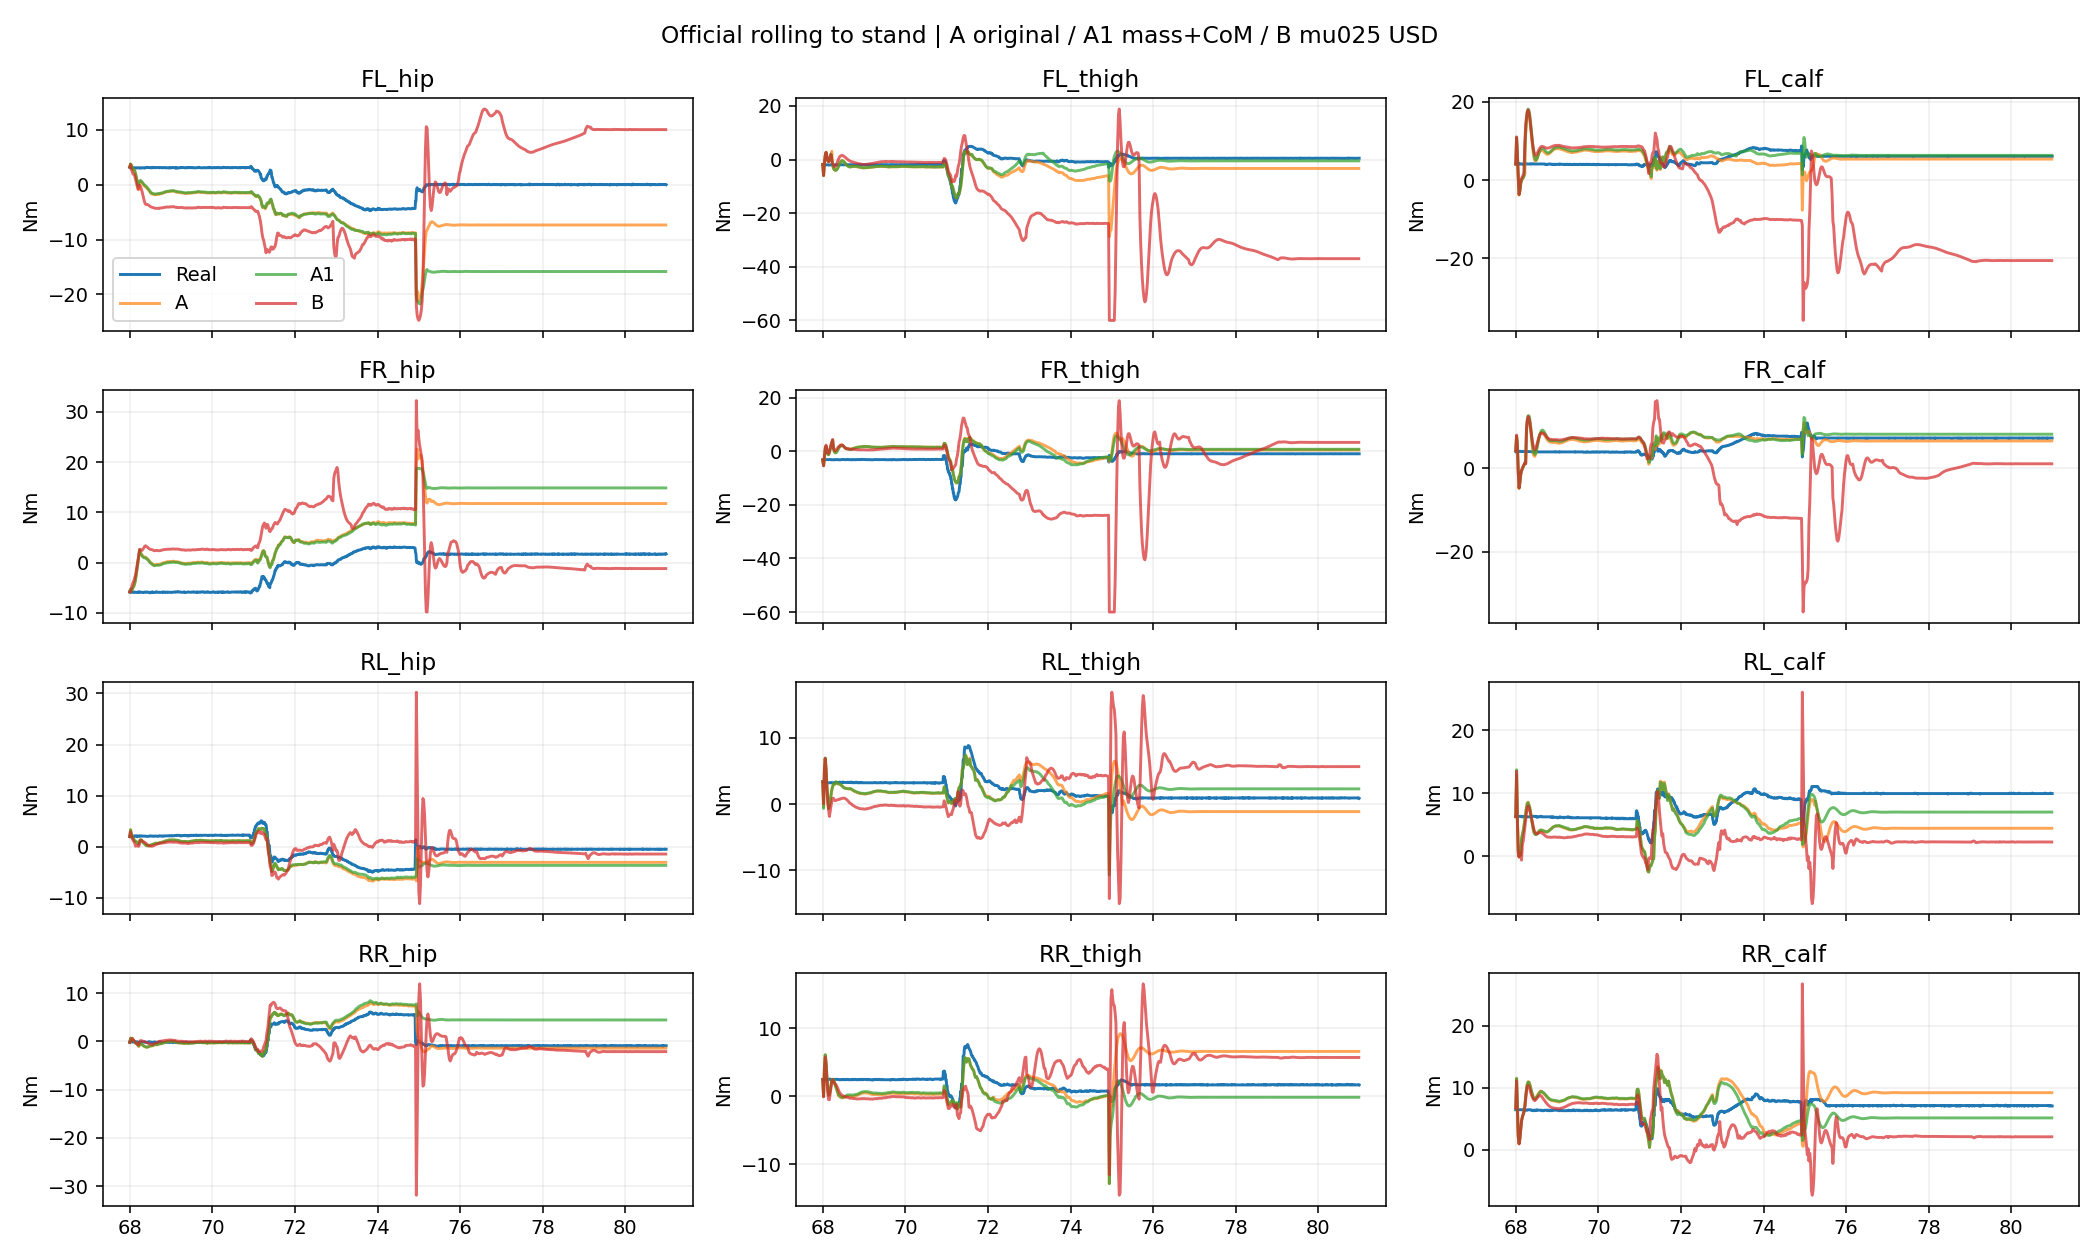 Official rolling to stand | A original / A1 mass+CoM / B mu025 USD
FL_hip
FL_thigh
FL_calf
Nm
10
0
−10
−20
Real
A
A1
B
Nm
20
0
−20
−40
−60
Nm
20
0
−20
FR_hip
FR_thigh
FR_calf
Nm
30
20
10
0
−10
Nm
20
0
−20
−40
−60
Nm
0
−20
RL_hip
RL_thigh
RL_calf
Nm
30
20
10
0
−10
Nm
10
0
−10
Nm
20
10
0
RR_hip
RR_thigh
RR_calf
Nm
10
0
−10
−20
−30
Nm
10
0
−10
Nm
20
10
0
68 70 72 74 76 78 80
68 70 72 74 76 78 80
68 70 72 74 76 78 80